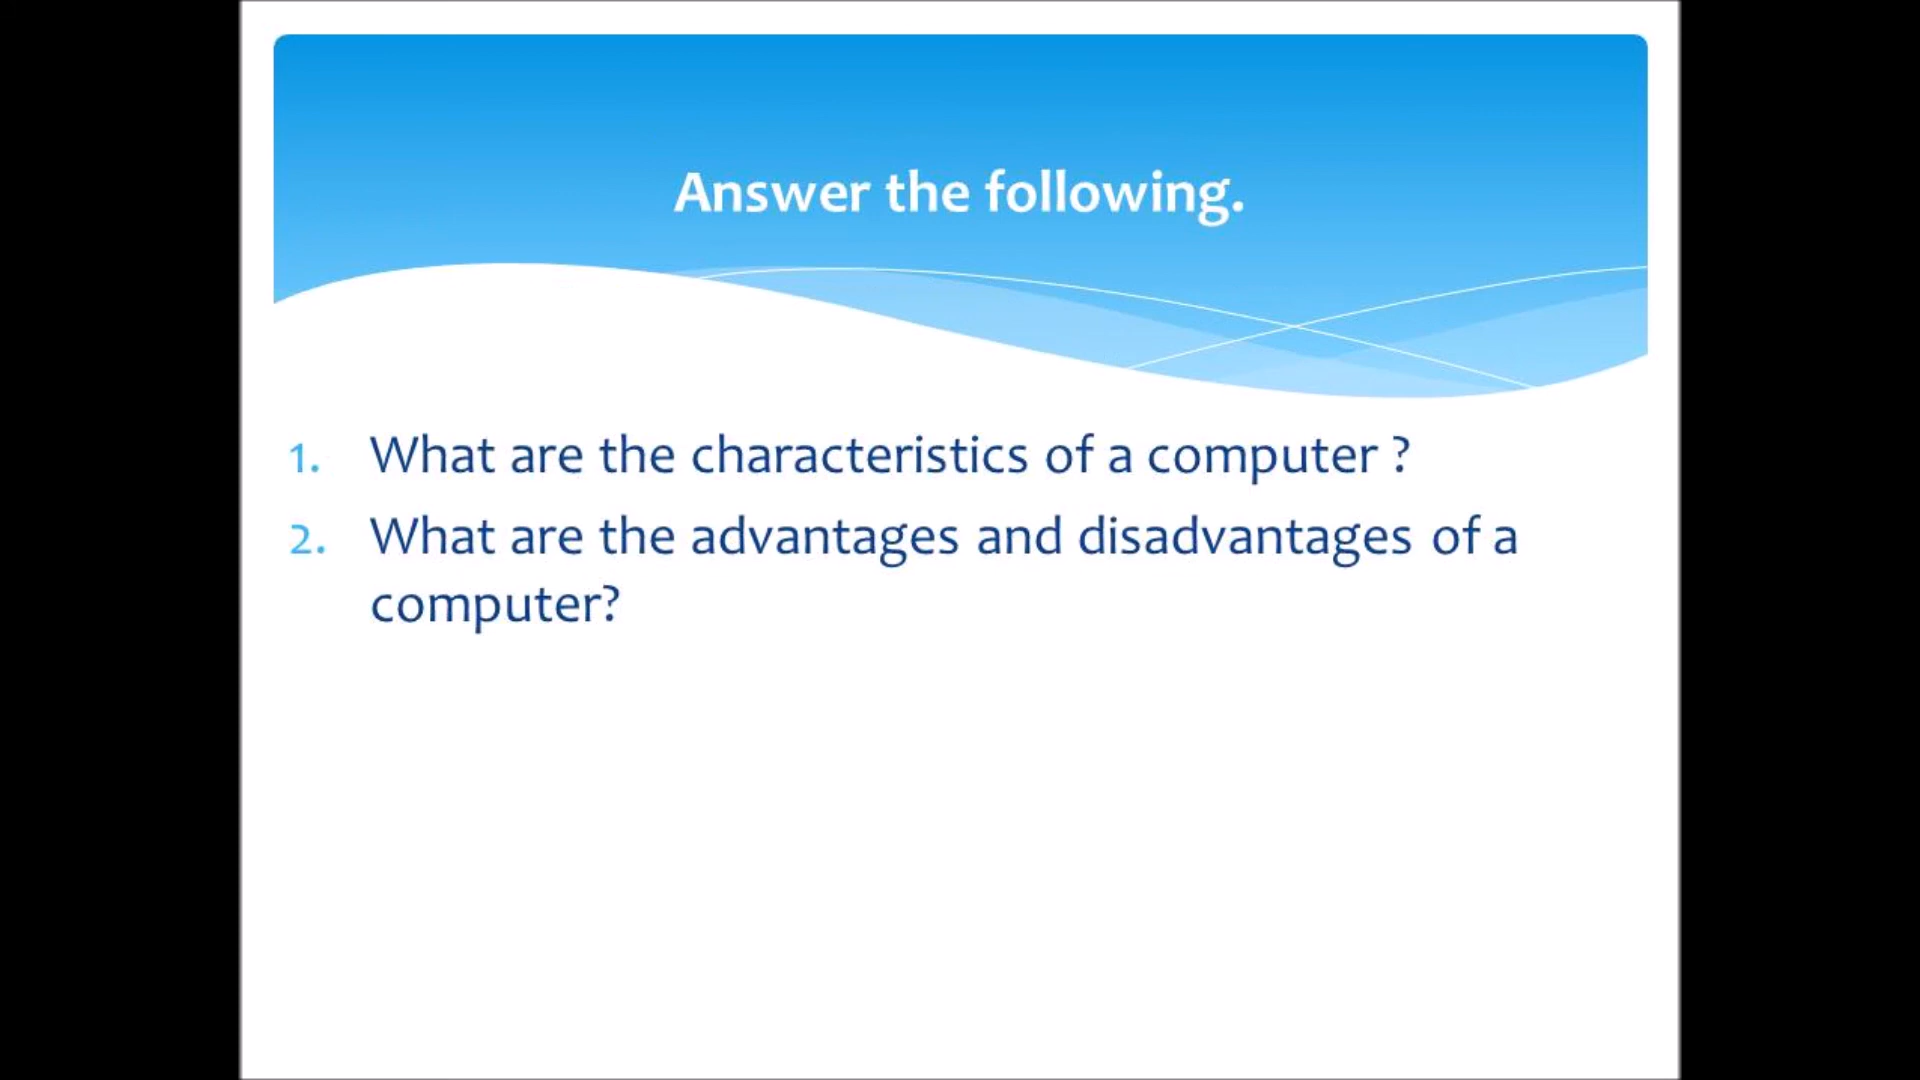 Answer the following.
1. What are the characteristics of a computer ?
2. What are the advantages and disadvantages of a
computer?